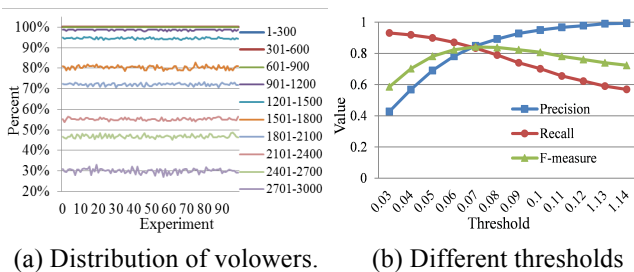 100%
90%
80%
70%
60%
50%
40%
30%
20%
Percent
0 10 20 30 40 50 60 70 80 90
Experiment
1-300
301-600
601-900
901-1200
1201-1500
1501-1800
1801-2100
2101-2400
2401-2700
2701-3000
(a) Distribution of volowers.
1
0.8
0.6
0.4
0.2
0
Value
0.03 0.04 0.05 0.06 0.07 0.08 0.09 0.1 0.11 0.12 1.13 1.14
Threshold
Precision
Recall
F-measure
(b) Different thresholds